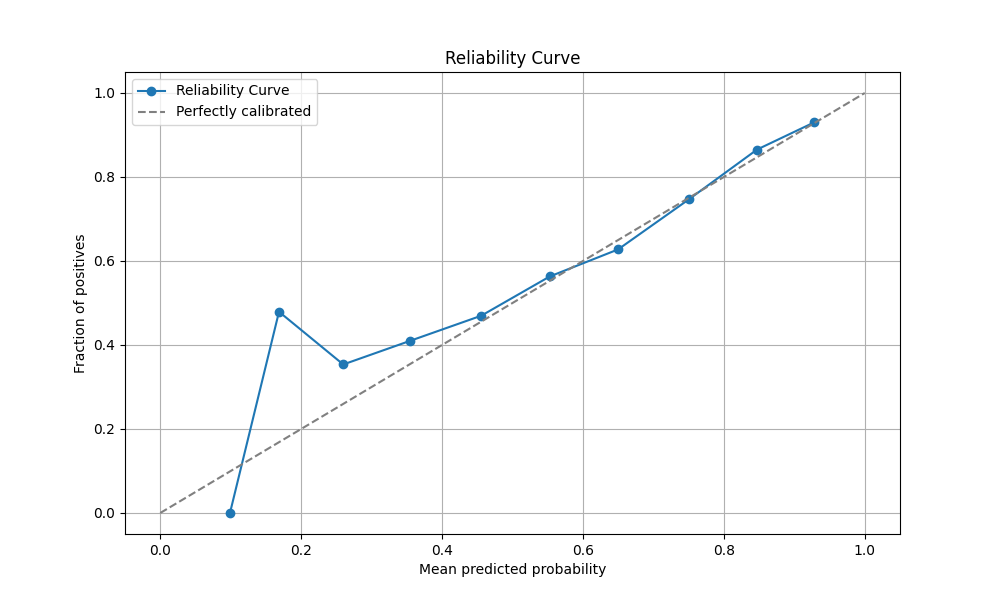 Reliability Curve
Reliability Curve
Perfectly calibrated
1.0
0.8
0.6
0.4
0.2
0.0
Fraction of positives
0.0 0.2 0.4 0.6 0.8 1.0
Mean predicted probability